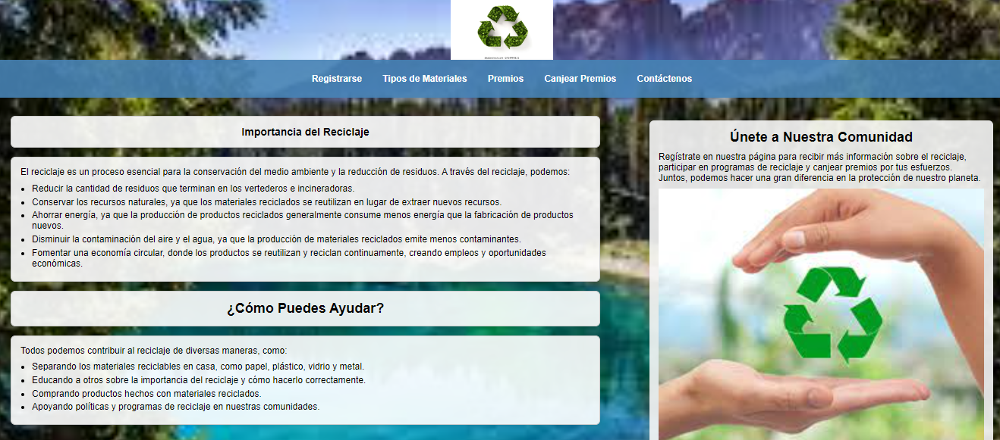 Registrarse Tipos de Materiales Premios Canjear Premios Contáctenos
Importancia del Reciclaje
El reciclaje es un proceso esencial para la conservación del medio ambiente y la reducción de residuos. A través del reciclaje, podemos:
Reducir la cantidad de residuos que terminan en los vertederos e incineradoras.
Conservar los recursos naturales, ya que los materiales reciclados se reutilizan en lugar de extraer nuevos recursos.
Ahorrar energía, ya que la producción de productos reciclados generalmente consume menos energía que la fabricación de productos
nuevos.
Disminuir la contaminación del aire y el agua, ya que la producción de materiales reciclados emite menos contaminantes.
Fomentar una economía circular, donde los productos se reutilizan y reciclan continuamente, creando empleos y oportunidades
económicas.
¿Cómo Puedes Ayudar?
Todos podemos contribuir al reciclaje de diversas maneras, como:
Separando los materiales reciclables en casa, como papel, plástico, vidrio y metal.
Educando a otros sobre la importancia del reciclaje y cómo hacerlo correctamente.
Comprando productos hechos con materiales reciclados.
Apoyando políticas y programas de reciclaje en nuestras comunidades.
Únete a Nuestra Comunidad
Regístrate en nuestra página para recibir más información sobre el reciclaje,
participar en programas de reciclaje y canjear premios por tus esfuerzos.
Juntos, podemos hacer una gran diferencia en la protección de nuestro planeta.